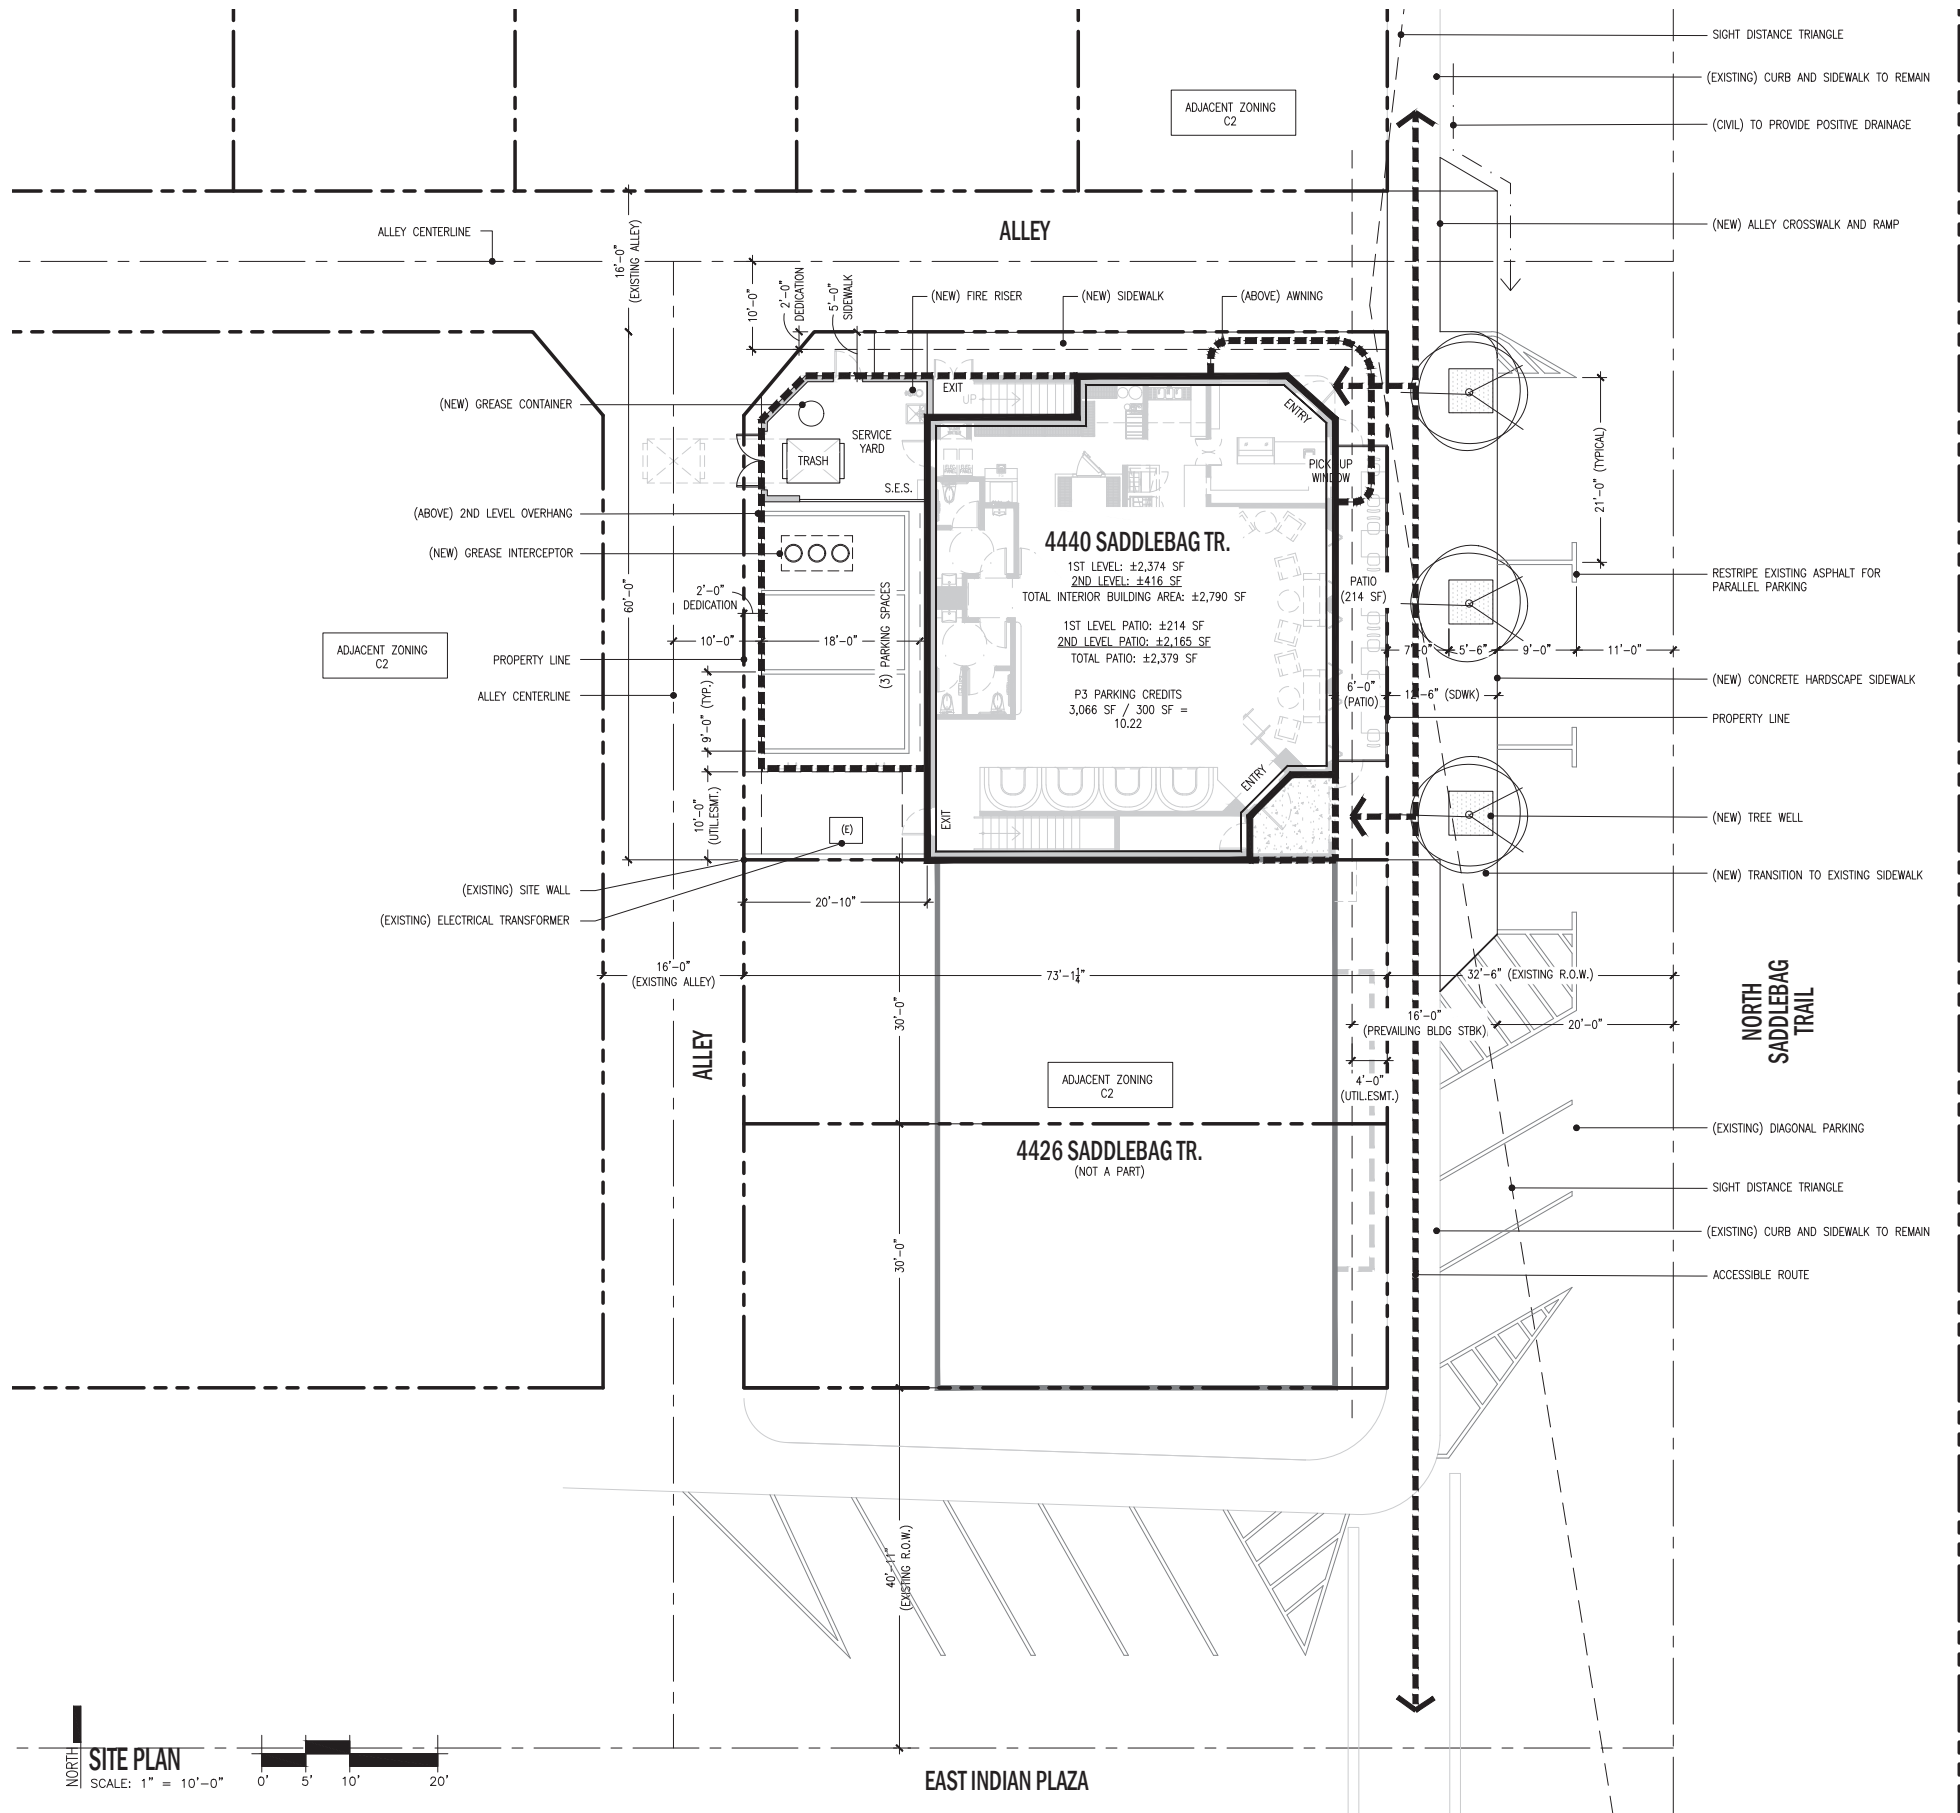 SIGHT DISTANCE TRIANGLE
(EXISTING) CURB AND SIDEWALK TO REMAIN
ADJACENT ZONING
C2
(CIVIL) TO PROVIDE POSITIVE DRAINAGE
(NEW) ALLEY CROSSWALK AND RAMP
ALLEY CENTERLINE
16'-0"
(EXISTING ALLEY)
ALLEY
10'-0"
2'-0"
DEDICATION
5'-0"
SIDEWALK
(NEW) FIRE RISER
(NEW) SIDEWALK
(ABOVE) AWNING
EXIT
UP
ENTRY
(NEW) GREASE CONTAINER
SERVICE
YARD
TRASH
S.E.S.
PICK UP
WINDOW
21'-0" (TYPICAL)
(ABOVE) 2ND LEVEL OVERHANG
(NEW) GREASE INTERCEPTOR
60'-0"
2'-0"
DEDICATION
10'-0"
18'-0"
(3) PARKING SPACES
4440 SADDLEBAG TR.
1ST LEVEL: ±2,374 SF
2ND LEVEL: ±416 SF
TOTAL INTERIOR BUILDING AREA: ±2,790 SF
1ST LEVEL PATIO: ±214 SF
2ND LEVEL PATIO: ±2,165 SF
TOTAL PATIO: ±2,379 SF
P3 PARKING CREDITS
3,066 SF / 300 SF =
10.22
PATIO
(214 SF)
RESTRIPE EXISTING ASPHALT FOR
PARALLEL PARKING
7'-0"
5'-6"
9'-0"
11'-0"
ADJACENT ZONING
C2
PROPERTY LINE
ALLEY CENTERLINE
9'-0" (TYP.)
6'-0"
(PATIO)
12'-6" (SDWK)
(NEW) CONCRETE HARDSCAPE SIDEWALK
PROPERTY LINE
10'-0"
(UTIL.ESMT.)
(E)
EXIT
ENTRY
(NEW) TREE WELL
(NEW) TRANSITION TO EXISTING SIDEWALK
(EXISTING) SITE WALL
(EXISTING) ELECTRICAL TRANSFORMER
20'-10"
16'-0"
(EXISTING ALLEY)
73'-1¼"
32'-6" (EXISTING R.O.W.)
30'-0"
16'-0"
(PREVAILING BLDG STBK)
20'-0"
NORTH
SADDLEBAG
TRAIL
ALLEY
4'-0"
(UTIL.ESMT.)
ADJACENT ZONING
C2
(EXISTING) DIAGONAL PARKING
4426 SADDLEBAG TR.
(NOT A PART)
SIGHT DISTANCE TRIANGLE
(EXISTING) CURB AND SIDEWALK TO REMAIN
30'-0"
ACCESSIBLE ROUTE
40'-11"
(EXISTING R.O.W.)
NORTH
SITE PLAN
SCALE: 1" = 10'-0"
0'
5'
10'
20'
EAST INDIAN PLAZA